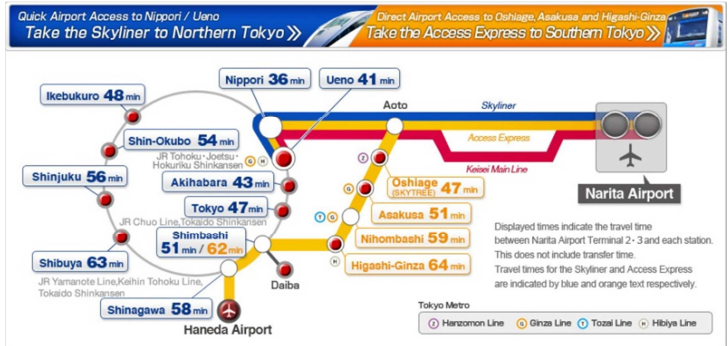 Quick Airport Access to Nippori / Ueno
Take the Skyliner to Northern Tokyo
Direct Airport Access to Oshiage, Asakusa and Higashi-Ginza
Take the Access Express to Southern Tokyo
Nippori 36 min
Ueno 41 min
Ikebukuro 48 min
Aoto
Skyliner
Access Express
Keisei Main Line
Narita Airport
Shin-Okubo 54 min
JR Tohoku・Joetsu・
Hokuriku Shinkansen
G H
Shinjuku 56 min
Akihabara 43 min
Tokyo 47 min
JR Chuo Line,Tokaido Shinkansen
Z
Oshiage 47 min
(SKYTREE)
G
Asakusa 51 min
T G
Nihombashi 59 min
Higashi-Ginza 64 min
H
Shimbashi
51 min / 62 min
Shibuya 63 min
JR Yamanote Line,Keihin Tohoku Line,
Tokaido Shinkansen
Daiba
Shinagawa 58 min
Haneda Airport
Displayed times indicate the travel time
between Narita Airport Terminal 2・3 and each station.
This does not include transfer time.
Travel times for the Skyliner and Access Express
are indicated by blue and orange text respectively.
Tokyo Metro
Z Hanzomon Line G Ginza Line T Tozai Line H Hibiya Line